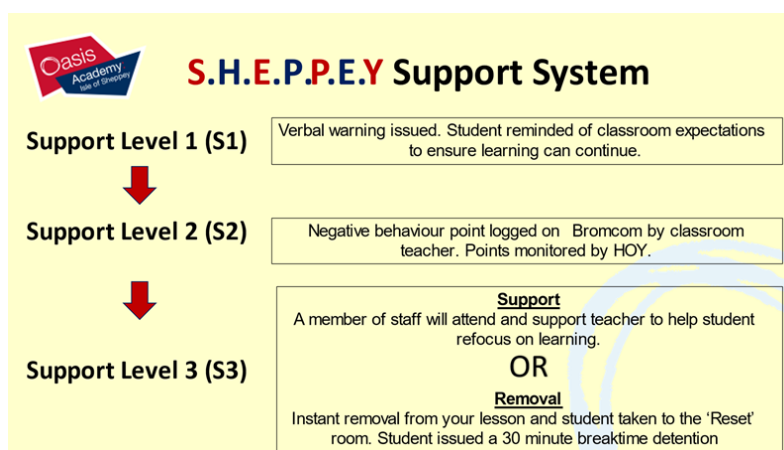 Oasis
Academy
Isle of Sheppey
S.H.E.P.P.E.Y Support System
Support Level 1 (S1)
Verbal warning issued. Student reminded of classroom expectations
to ensure learning can continue.
Support Level 2 (S2)
Negative behaviour point logged on Bromcom by classroom
teacher. Points monitored by HOY.
Support Level 3 (S3)
Support
A member of staff will attend and support teacher to help student
refocus on learning.
OR
Removal
Instant removal from your lesson and student taken to the ‘Reset’
room. Student issued a 30 minute breaktime detention